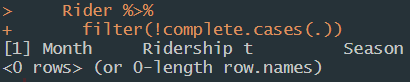 > Rider %>%
+ filter(!complete.cases(.))
[1] Month Ridership t Season
<0 rows> (or 0-length row.names)